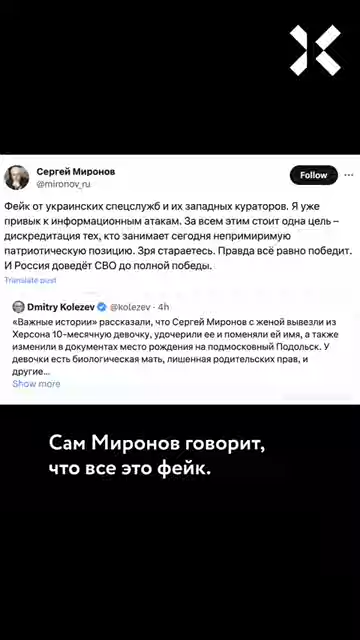 Сергей Миронов
@mironov_ru
Follow
Фейк от украинских спецслужб и их западных кураторов. Я уже
привык к информационным атакам. За всем этим стоит одна цель –
дискредитация тех, кто занимает сегодня непримиримую
патриотическую позицию. Зря стараетесь. Правда всё равно победит.
И Россия доведёт СВО до полной победы.
Translate post
Dmitry Kolezev @kolezev · 4h
«Важные истории» рассказали, что Сергей Миронов с женой вывезли из
Херсона 10-месячную девочку, удочерили ее и поменяли ей имя, а также
изменили в документах место рождения на подмосковный Подольск. У
девочки есть биологическая мать, лишенная родительских прав, и
другие...
Show more
Сам Миронов говорит,
что все это фейк.